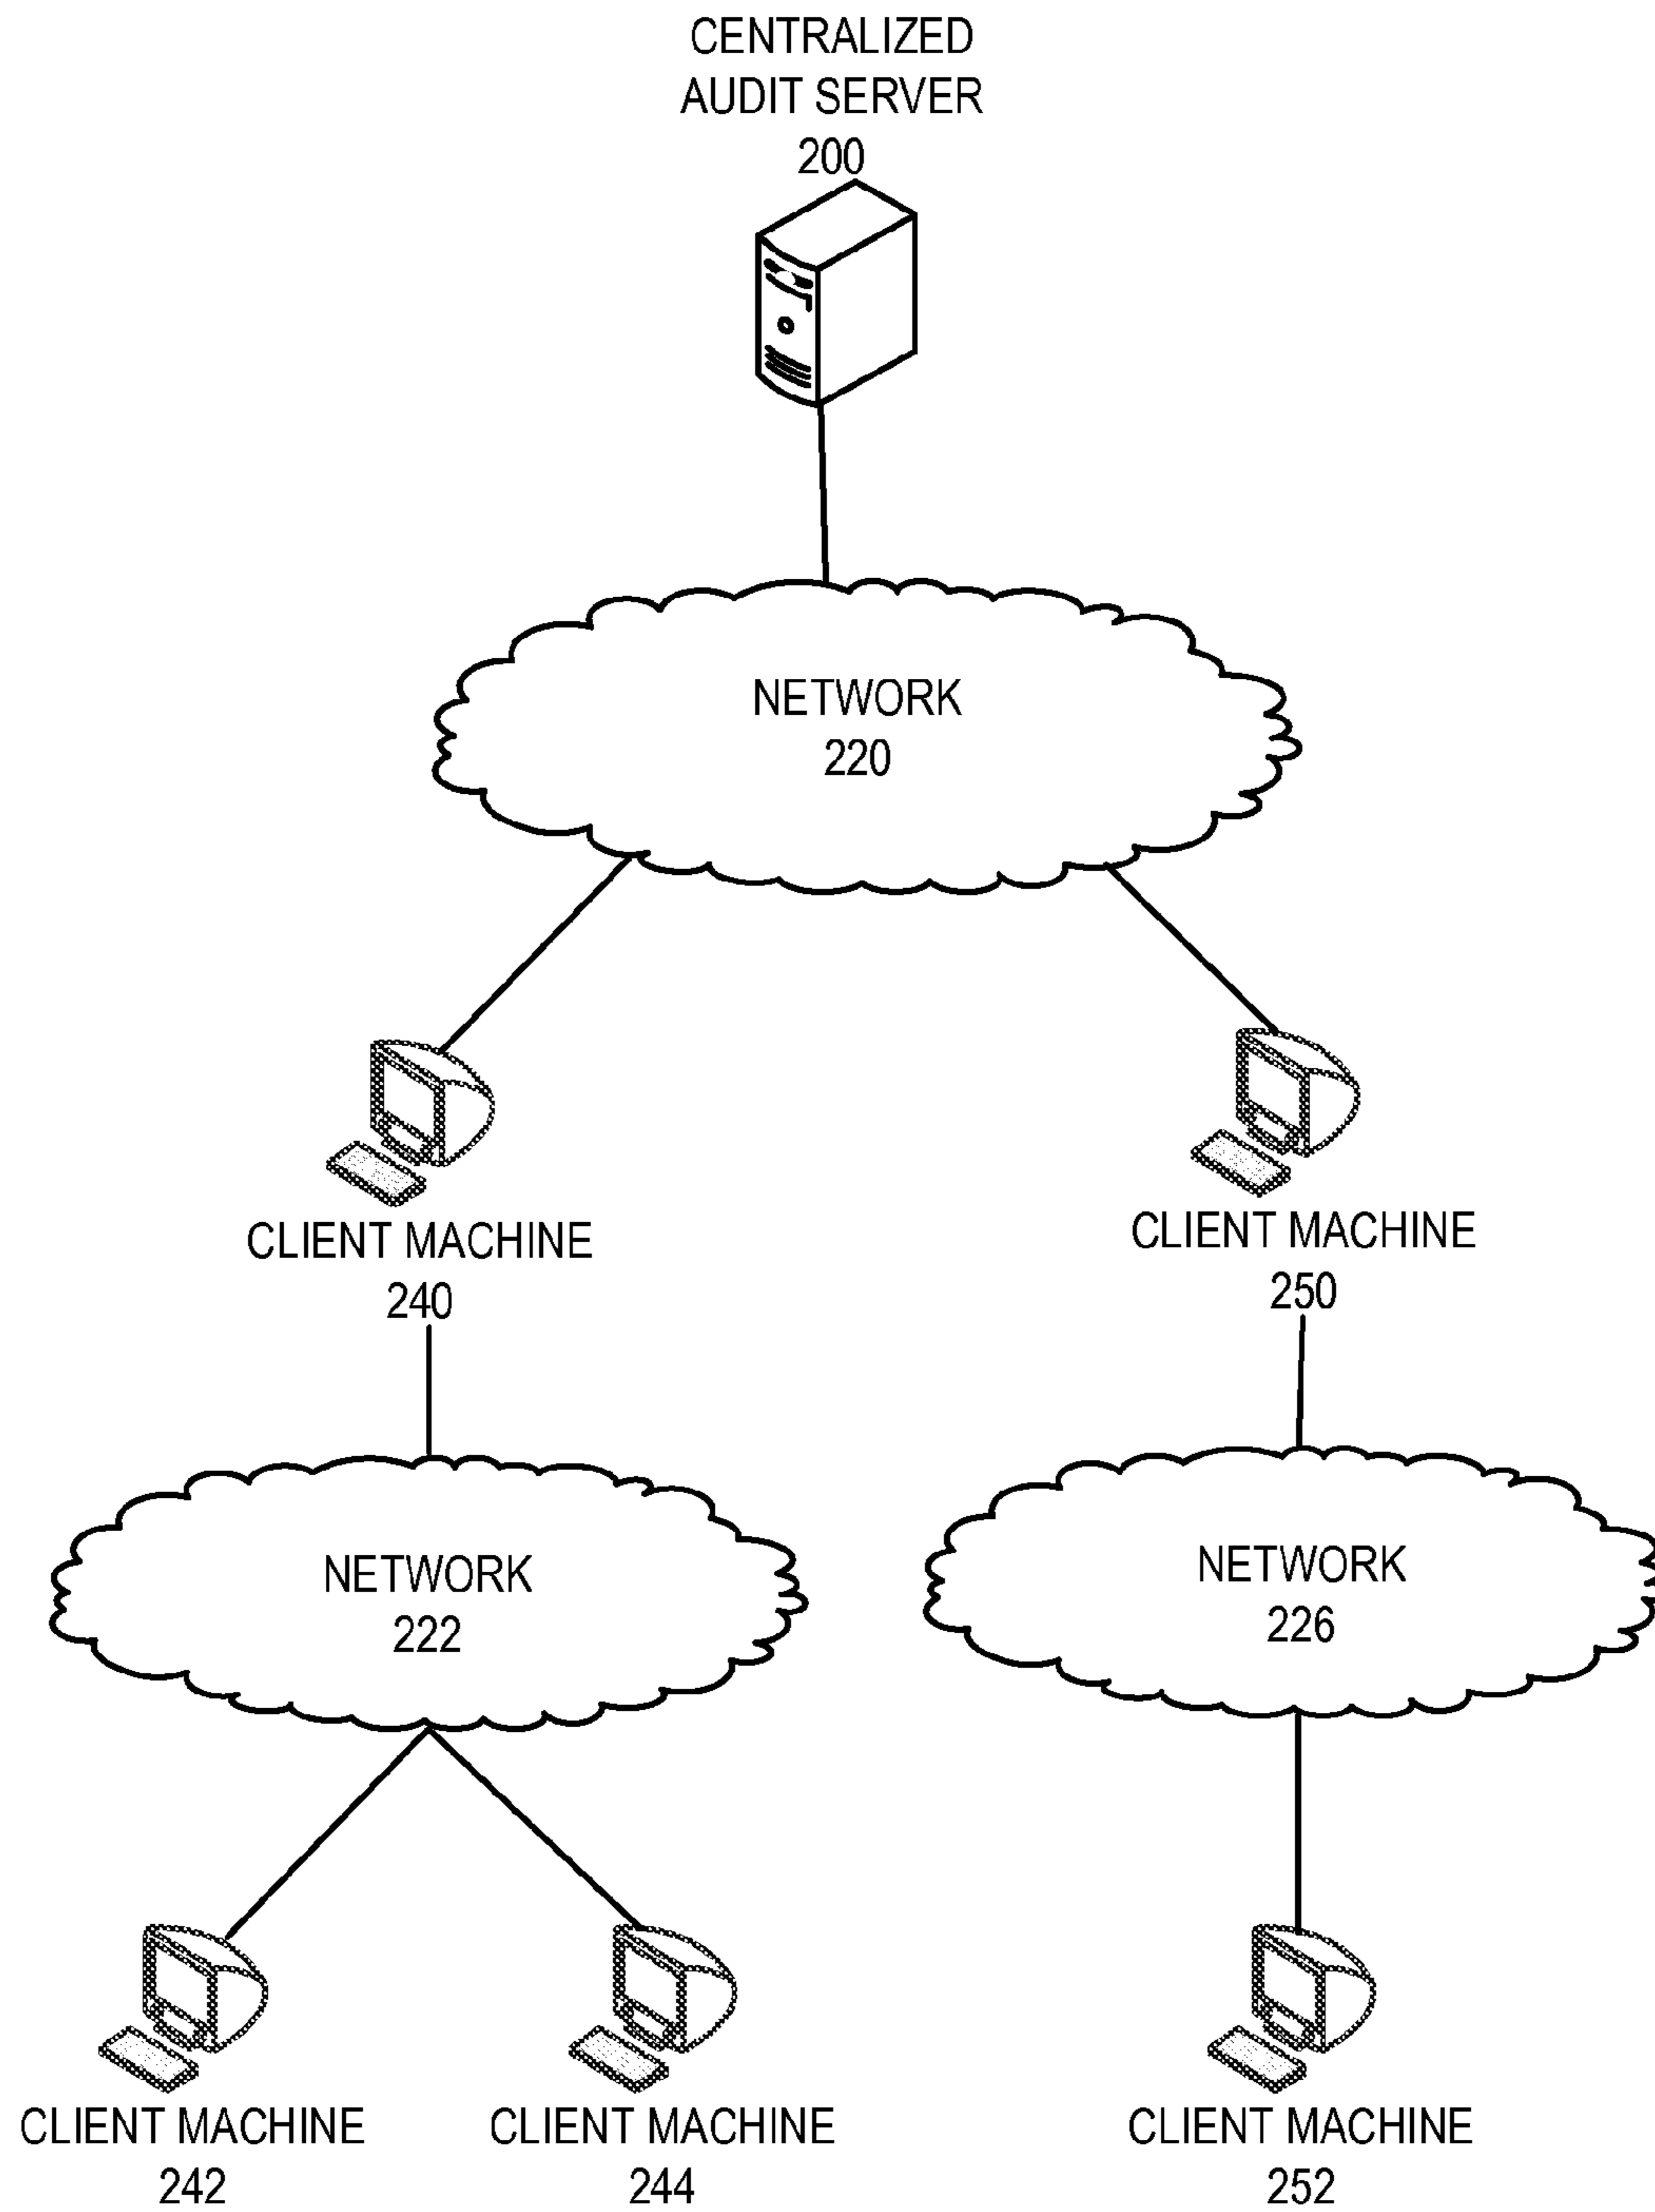 CENTRALIZED
AUDIT SERVER
200
NETWORK
220
CLIENT MACHINE
240
CLIENT MACHINE
250
NETWORK
222
NETWORK
226
CLIENT MACHINE
242
CLIENT MACHINE
244
CLIENT MACHINE
252